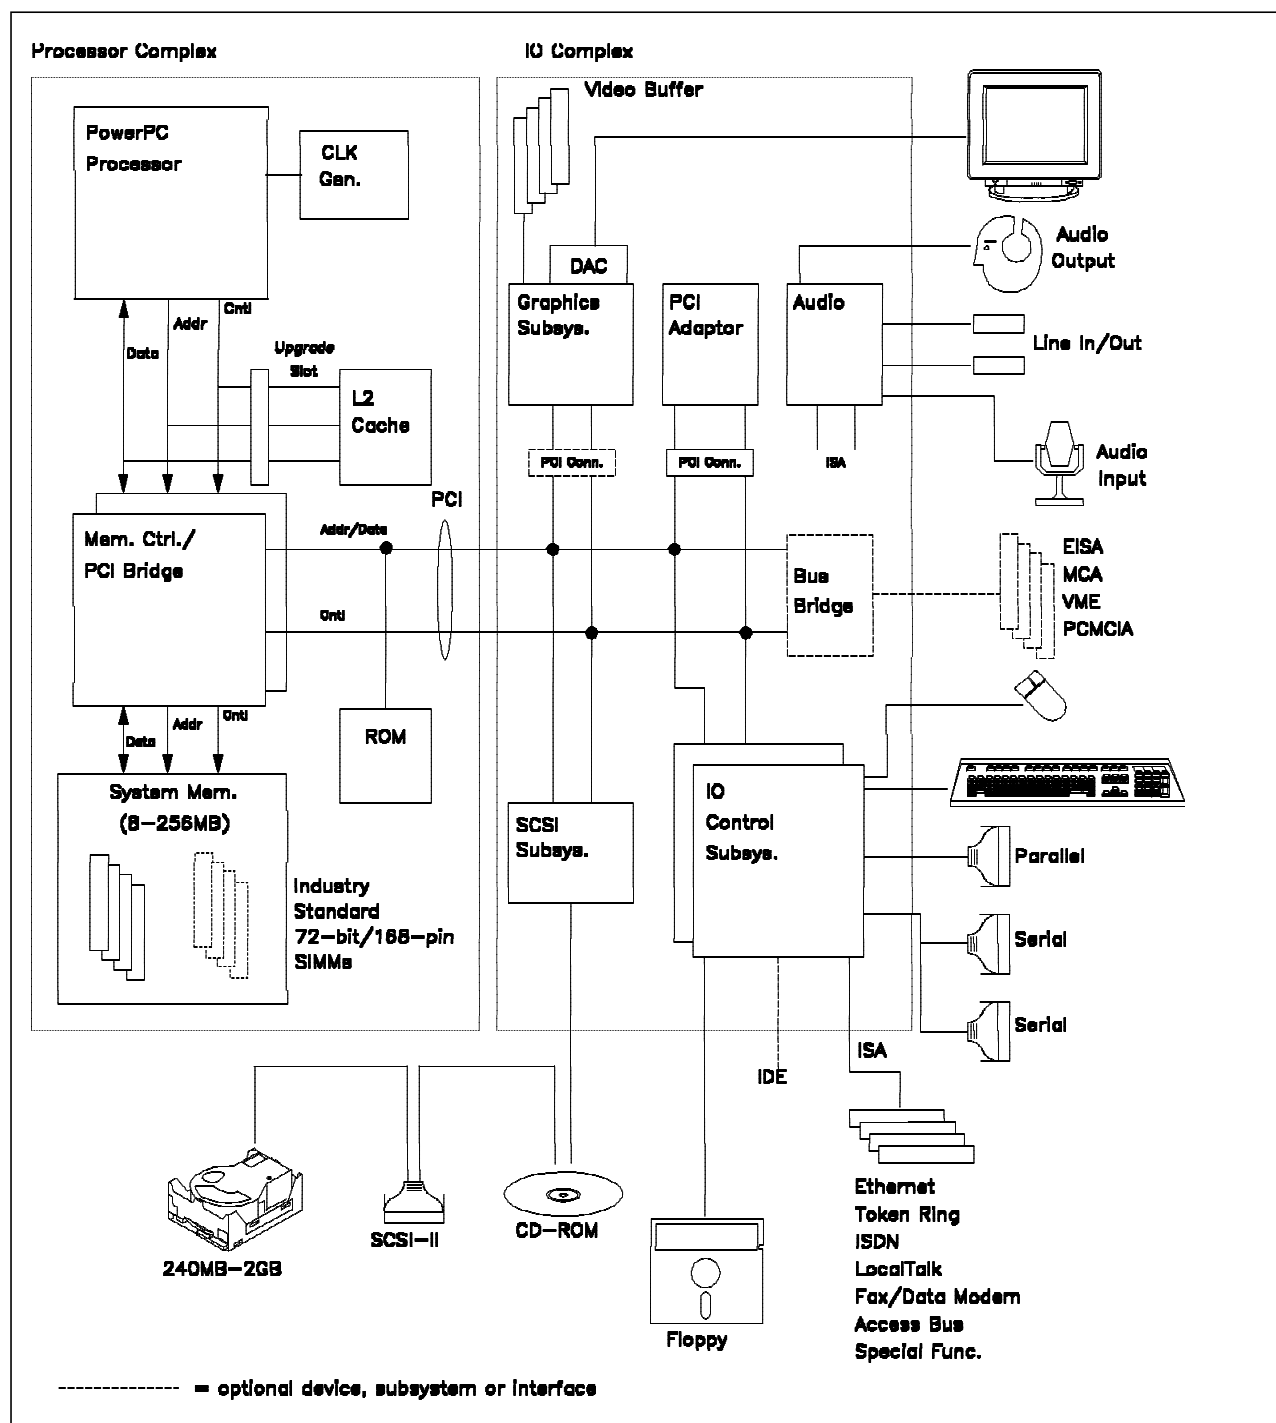 Processor Complex
IO Complex
Video Buffer
PowerPC
Processor
CLK
Gen.
Audio
Output
DAC
Graphics
Subsys.
PCI
Adaptor
Audio
Line In/Out
Cntl
Addr
Data
Upgrade
Slot
L2
Cache
PCI Conn.
PCI Conn.
ISA
Audio
Input
PCI
Addr/Data
Mem. Ctrl./
PCI Bridge
Cntl
Bus
Bridge
EISA
MCA
VME
PCMCIA
Cntl
Addr
Data
ROM
System Mem.
(8-256MB)
Industry
Standard
72-bit/168-pin
SIMMs
SCSI
Subsys.
IO
Control
Subsys.
Parallel
Serial
Serial
ISA
IDE
240MB-2GB
SCSI-II
CD-ROM
Floppy
Ethernet
Token Ring
ISDN
LocalTalk
Fax/Data Modem
Access Bus
Special Func.
---------------- = optional device, subsystem or interface